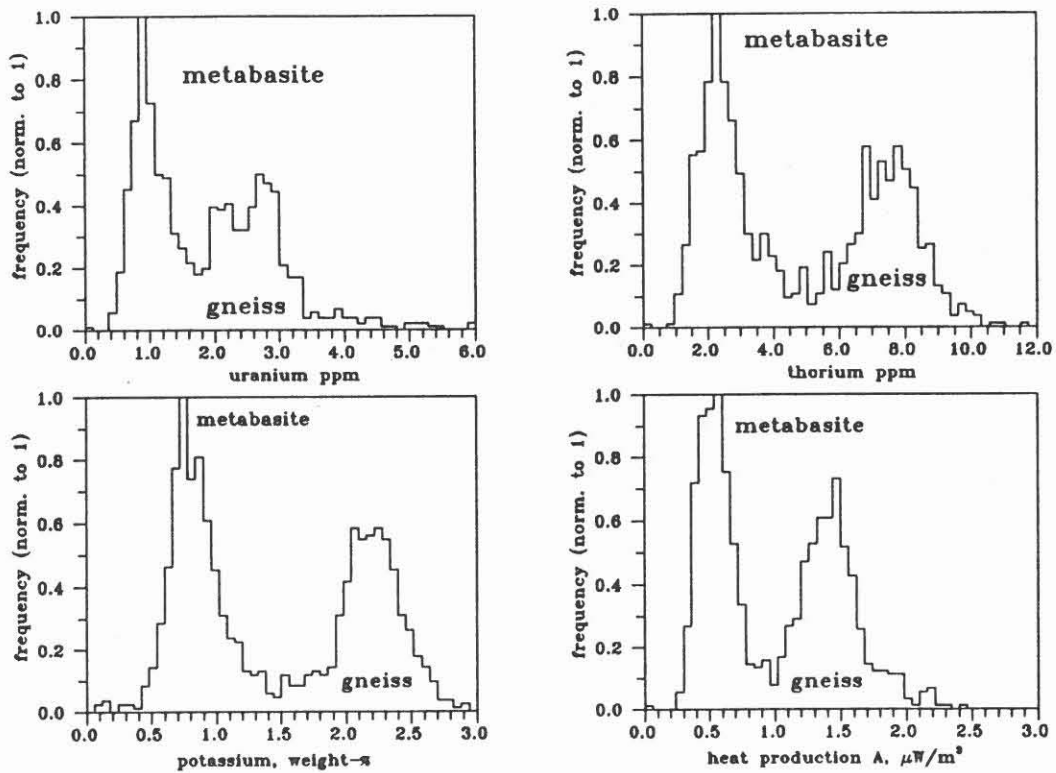 1.0
0.8
0.6
0.4
0.2
0.0
frequency (norm. to 1)
metabasite
gneiss
0.0 1.0 2.0 3.0 4.0 5.0 6.0
uranium ppm
1.0
0.8
0.6
0.4
0.2
0.0
frequency (norm. to 1)
metabasite
gneiss
0.0 2.0 4.0 6.0 8.0 10.0 12.0
thorium ppm
1.0
0.8
0.6
0.4
0.2
0.0
frequency (norm. to 1)
metabasite
gneiss
0.0 0.5 1.0 1.5 2.0 2.5 3.0
potassium, weight-%
1.0
0.8
0.6
0.4
0.2
0.0
frequency (norm. to 1)
metabasite
gneiss
0.0 0.5 1.0 1.5 2.0 2.5 3.0
heat production A, μW/m³